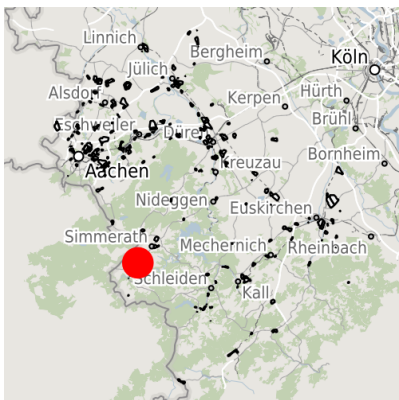 Linnich
Bergheim
Köln
Jülich
Alsdorf
Kerpen
Hürth
Brühl
Eschweiler
Düren
Kreuzau
Bornheim
Aachen
Nideggen
Euskirchen
Simmerath
Mechernich
Rheinbach
Schleiden
Kall